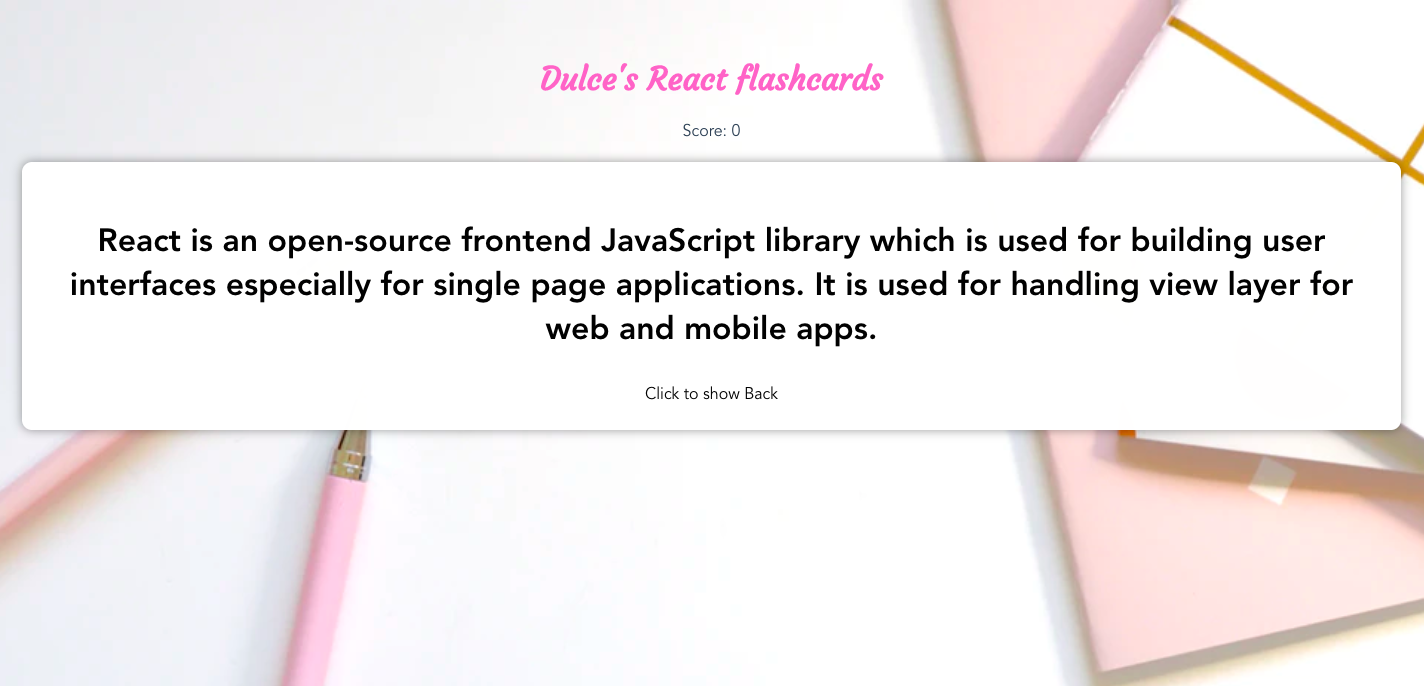 Dulce's React flashcards
Score: 0
React is an open-source frontend JavaScript library which is used for building user
interfaces especially for single page applications. It is used for handling view layer for
web and mobile apps.
Click to show Back